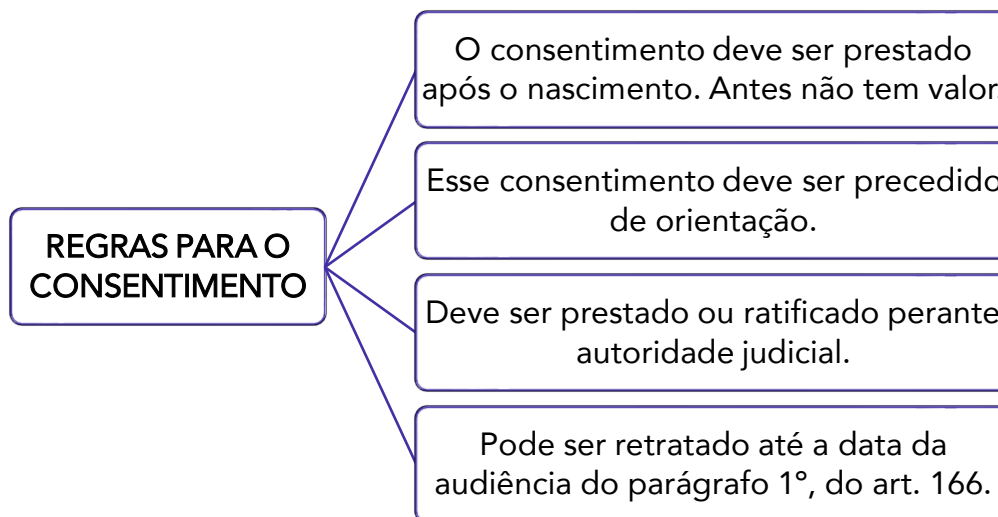 REGRAS PARA O
CONSENTIMENTO
O consentimento deve ser prestado
após o nascimento. Antes não tem valor.
Esse consentimento deve ser precedido
de orientação.
Deve ser prestado ou ratificado perante
autoridade judicial.
Pode ser retratado até a data da
audiência do parágrafo 1º, do art. 166.